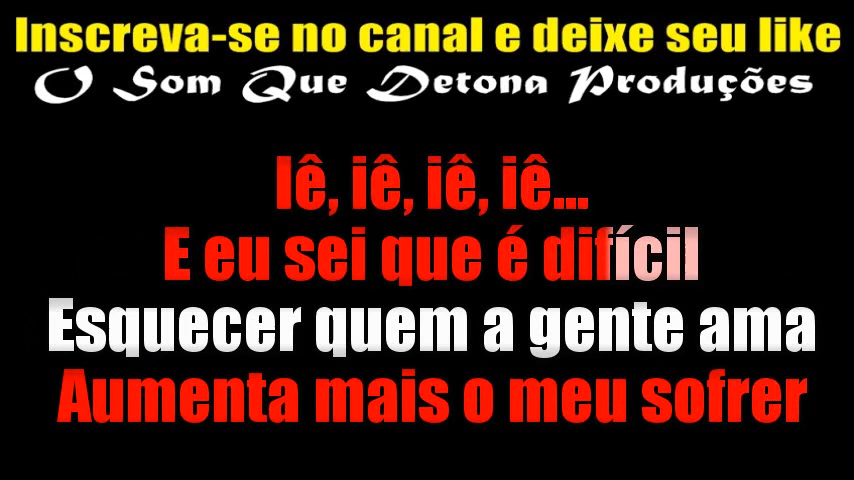 Inscreva-se no canal e deixe seu like
O Som Que Detona Produções
Iê, iê, iê, iê...
E eu sei que é difícil
Esquecer quem a gente ama
Aumenta mais o meu sofrer